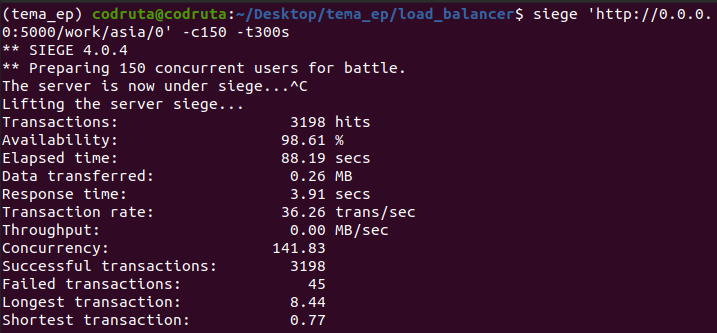 (tema_ep) codruta@codruta:~/Desktop/tema_ep/load_balancer$ siege 'http://0.0.0.
0:5000/work/asia/0' -c150 -t300s
** SIEGE 4.0.4
** Preparing 150 concurrent users for battle.
The server is now under siege...^C
Lifting the server siege...
Transactions: 3198 hits
Availability: 98.61 %
Elapsed time: 88.19 secs
Data transferred: 0.26 MB
Response time: 3.91 secs
Transaction rate: 36.26 trans/sec
Throughput: 0.00 MB/sec
Concurrency: 141.83
Successful transactions: 3198
Failed transactions: 45
Longest transaction: 8.44
Shortest transaction: 0.77